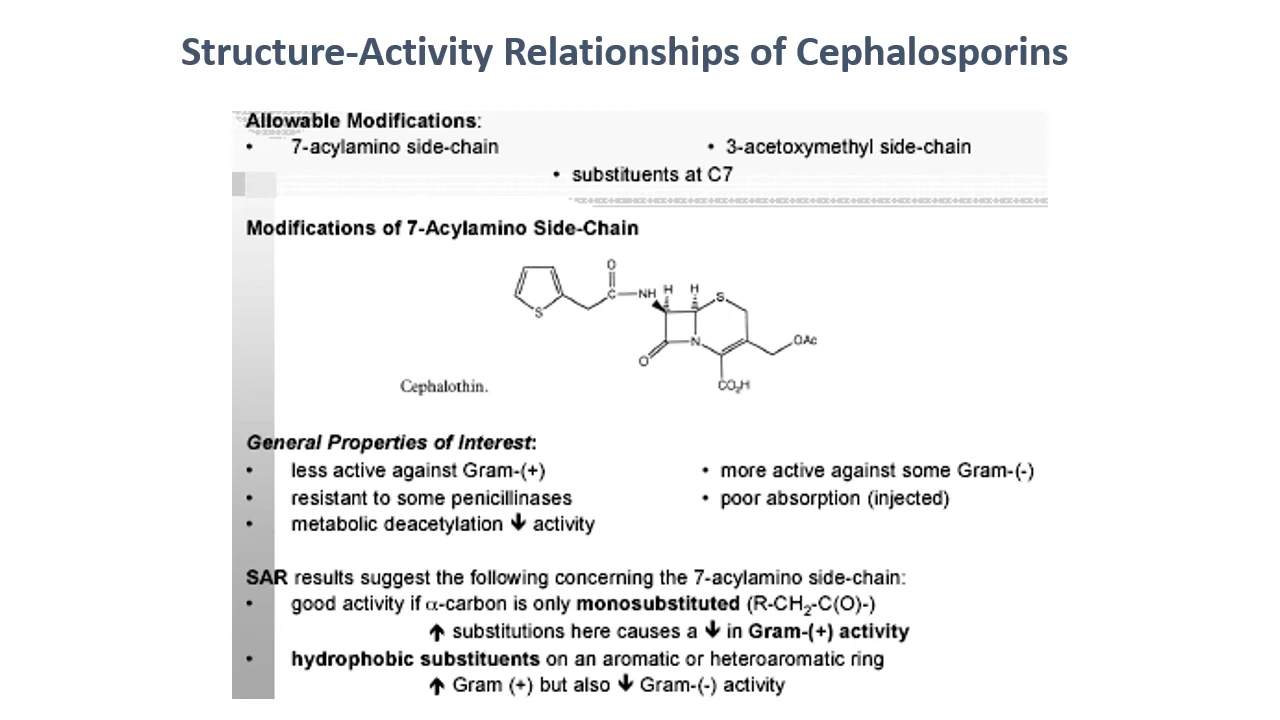 Structure-Activity Relationships of Cephalosporins
Allowable Modifications:
• 7-acylamino side-chain • 3-acetoxymethyl side-chain
• substituents at C7
Modifications of 7-Acylamino Side-Chain
O
S
C
NH
H
H
S
O
N
OAc
CO₂H
Cephalothin.
General Properties of Interest:
• less active against Gram-(+) • more active against some Gram-(-)
• resistant to some penicillinases • poor absorption (injected)
• metabolic deacetylation ↓ activity
SAR results suggest the following concerning the 7-acylamino side-chain:
• good activity if α-carbon is only monosubstituted (R-CH₂-C(O)-)
↑ substitutions here causes a ↓ in Gram-(+) activity
• hydrophobic substituents on an aromatic or heteroaromatic ring
↑ Gram (+) but also ↓ Gram-(-) activity